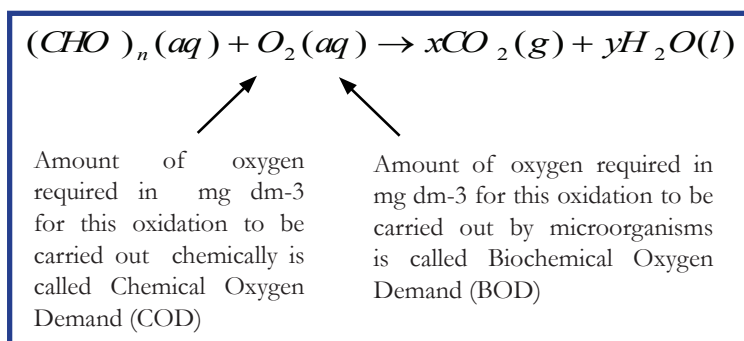 (CHO)n(aq) + O2(aq) → xCO2(g) + yH2O(l)
Amount of oxygen
required in mg dm-3
for this oxidation to be
carried out chemically is
called Chemical Oxygen
Demand (COD)
Amount of oxygen required in
mg dm-3 for this oxidation to be
carried out by microorganisms
is called Biochemical Oxygen
Demand (BOD)